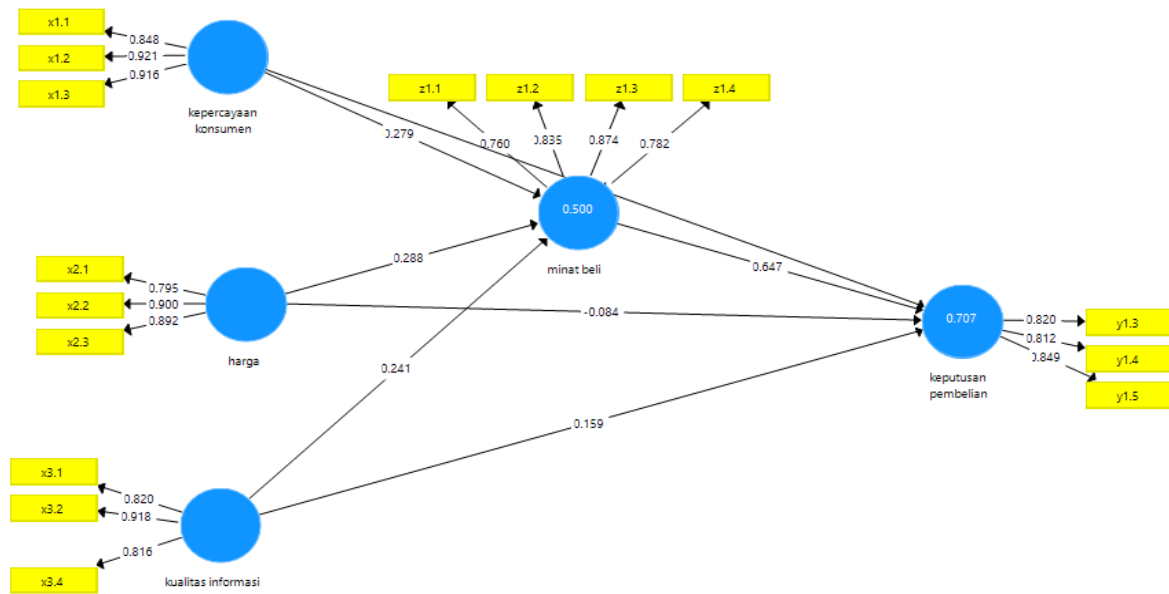 x1.1
0.848
x1.2
0.921
x1.3
0.916
kepercayaan
konsumen
z1.1
z1.2
z1.3
z1.4
0.279
0.760
0.835
0.874
0.782
0.500
minat beli
x2.1
0.795
x2.2
0.900
x2.3
0.892
harga
0.288
0.647
-0.084
0.241
0.159
0.707
keputusan
pembelian
0.820
y1.3
0.812
y1.4
0.849
y1.5
x3.1
0.820
x3.2
0.918
0.816
x3.4
kualitas informasi